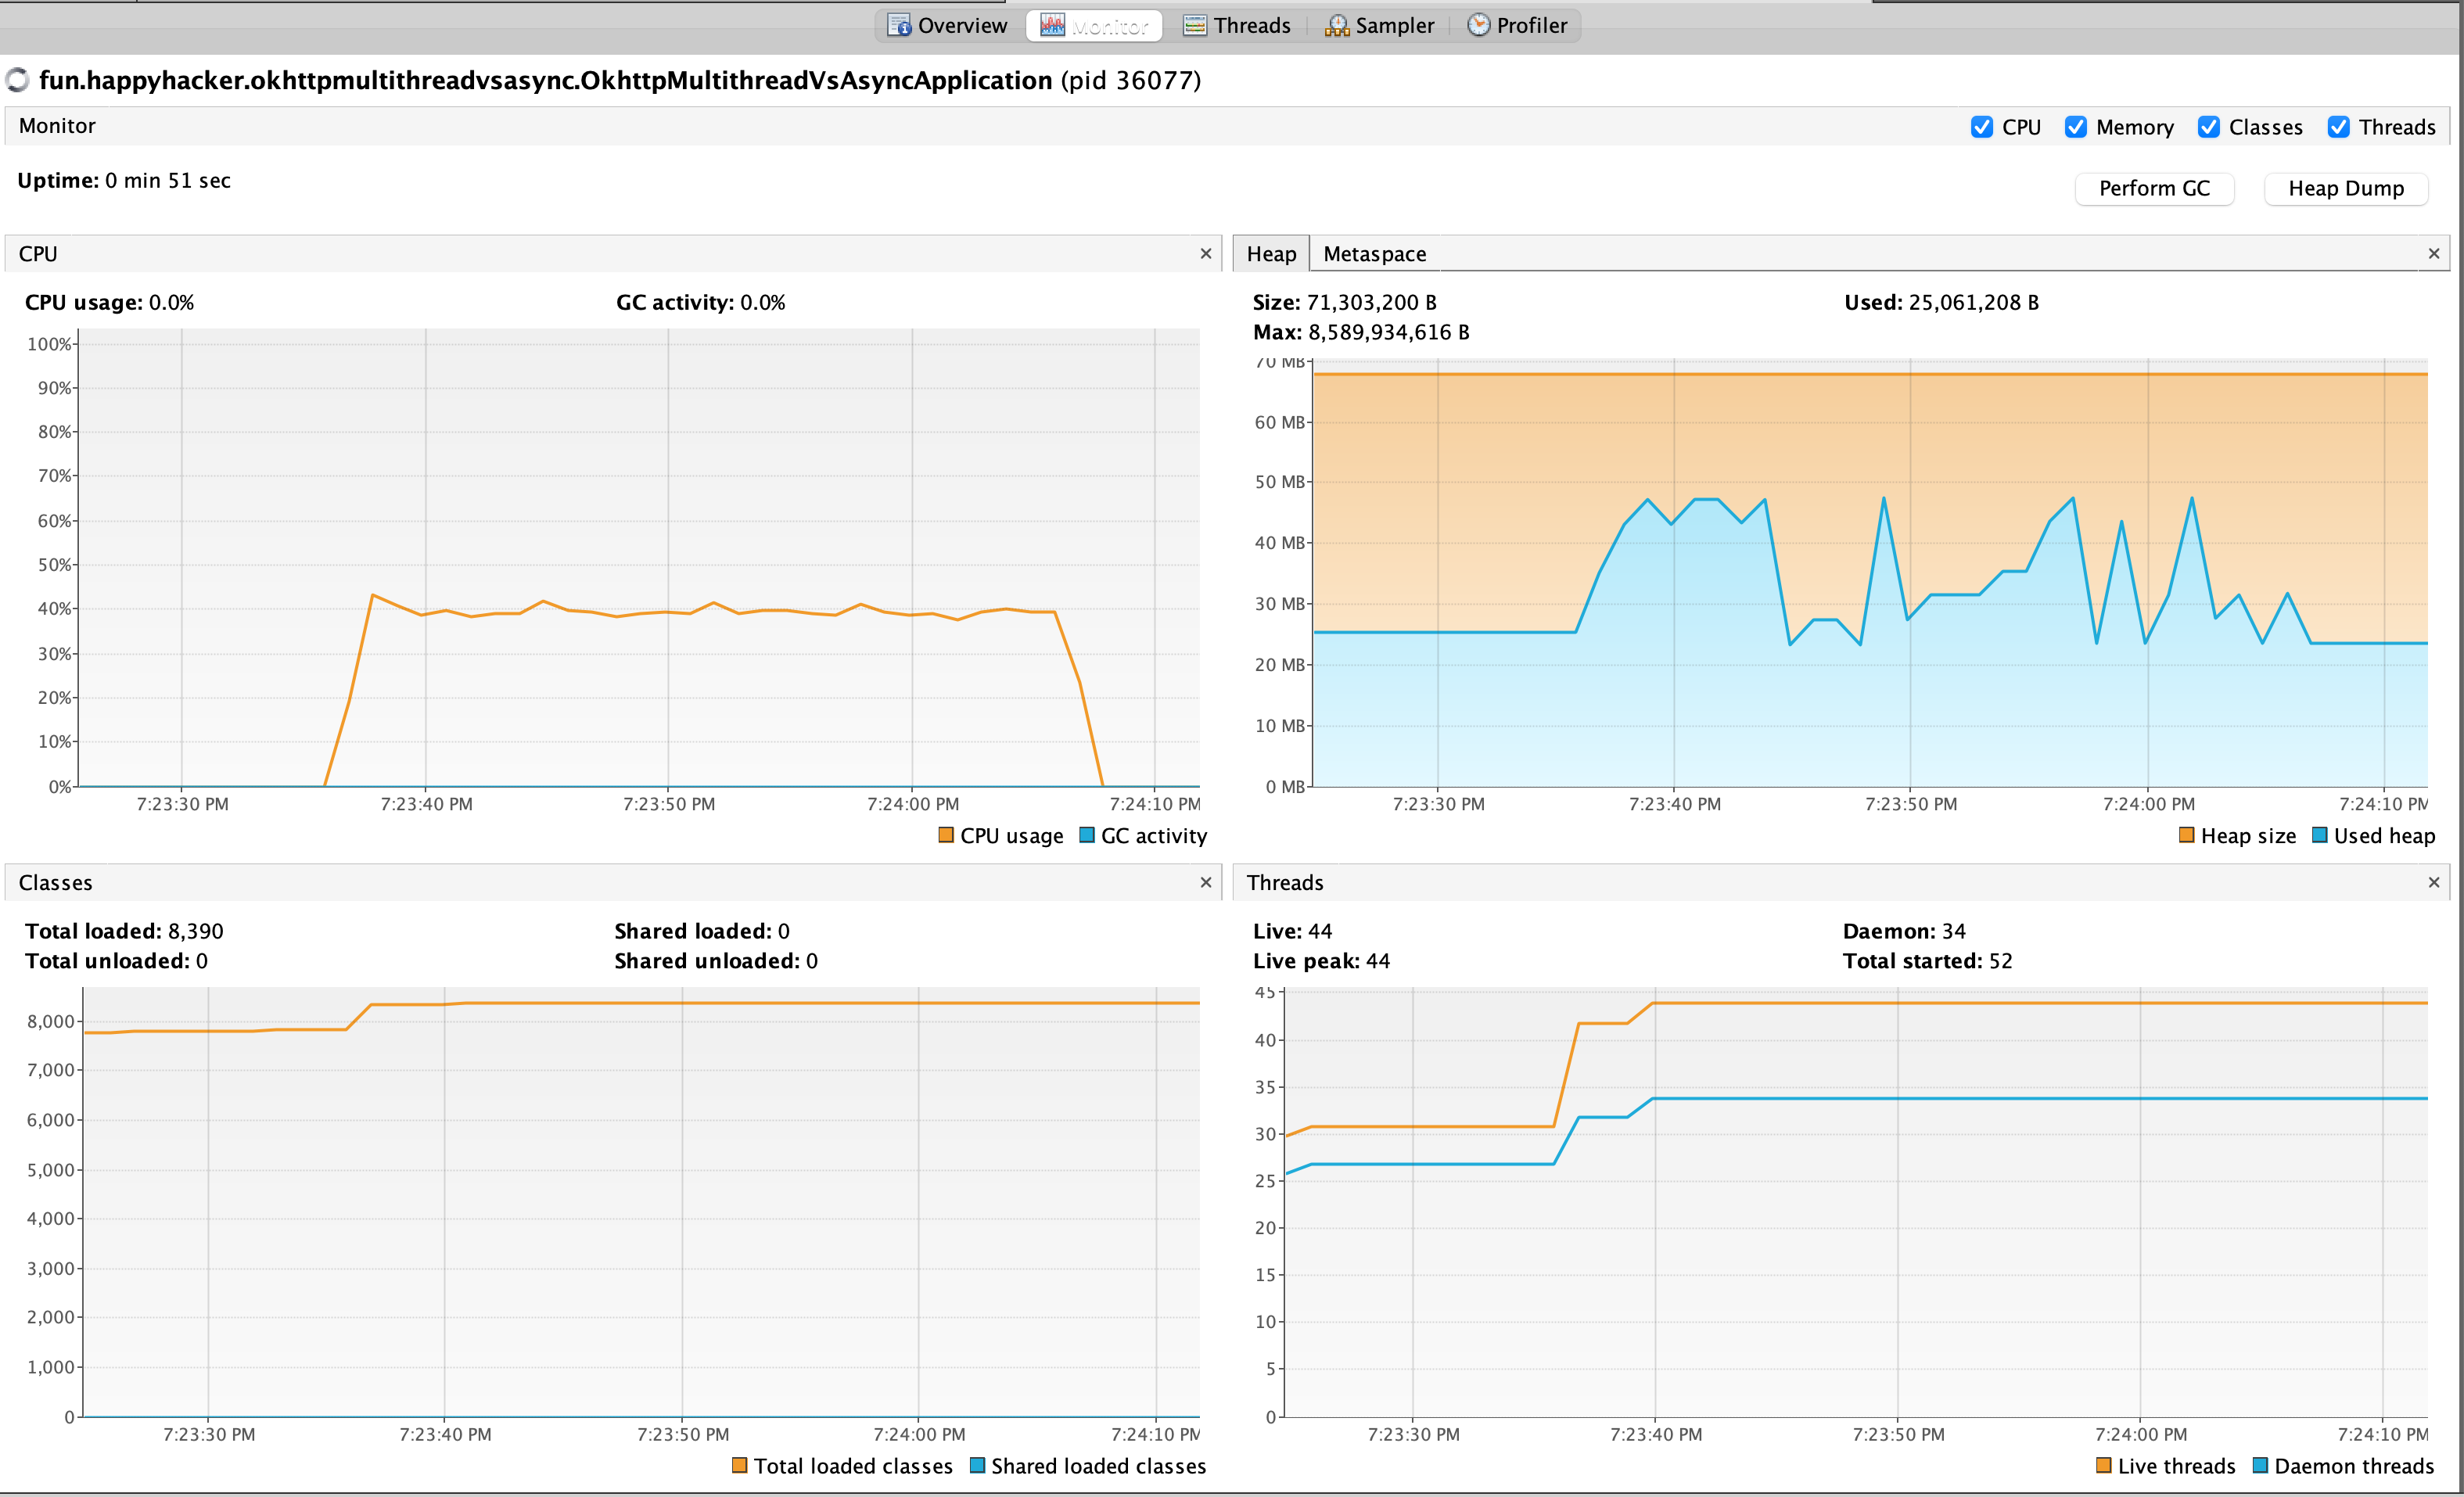 Overview Monitor Threads Sampler Profiler
fun.happyhacker.okhttpmultithreadvsasync.OkhttpMultithreadVsAsyncApplication (pid 36077)
Monitor CPU Memory Classes Threads
Uptime: 0 min 51 sec
Perform GC Heap Dump
CPU ×
CPU usage: 0.0% GC activity: 0.0%
100%
90%
80%
70%
60%
50%
40%
30%
20%
10%
0%
7:23:30 PM 7:23:40 PM 7:23:50 PM 7:24:00 PM 7:24:10 PM
CPU usage GC activity
Heap Metaspace ×
Size: 71,303,200 B Used: 25,061,208 B
Max: 8,589,934,616 B
70 MB
60 MB
50 MB
40 MB
30 MB
20 MB
10 MB
0 MB
7:23:30 PM 7:23:40 PM 7:23:50 PM 7:24:00 PM 7:24:10 PM
Heap size Used heap
Classes ×
Total loaded: 8,390 Shared loaded: 0
Total unloaded: 0 Shared unloaded: 0
8,000
7,000
6,000
5,000
4,000
3,000
2,000
1,000
0
7:23:30 PM 7:23:40 PM 7:23:50 PM 7:24:00 PM 7:24:10 PM
Total loaded classes Shared loaded classes
Threads ×
Live: 44 Daemon: 34
Live peak: 44 Total started: 52
45
40
35
30
25
20
15
10
5
0
7:23:30 PM 7:23:40 PM 7:23:50 PM 7:24:00 PM 7:24:10 PM
Live threads Daemon threads